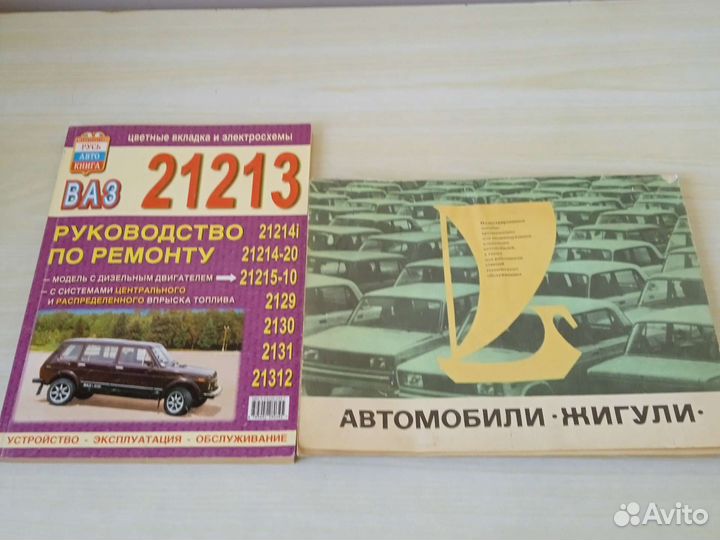 цветные вкладка и электросхемы
РУСЬ
АВТО
КНИГА
ВАЗ
21213
РУКОВОДСТВО
ПО РЕМОНТУ
21214i
21214-20
МОДЕЛЬ С ДИЗЕЛЬНЫМ ДВИГАТЕЛЕМ
21215-10
С СИСТЕМАМИ ЦЕНТРАЛЬНОГО
И РАСПРЕДЕЛЕННОГО ВПРЫСКА ТОПЛИВА
2129
2130
2131
21312
УСТРОЙСТВО - ЭКСПЛУАТАЦИЯ - ОБСЛУЖИВАНИЕ
АВТОМОБИЛИ · ЖИГУЛИ ·
Avito